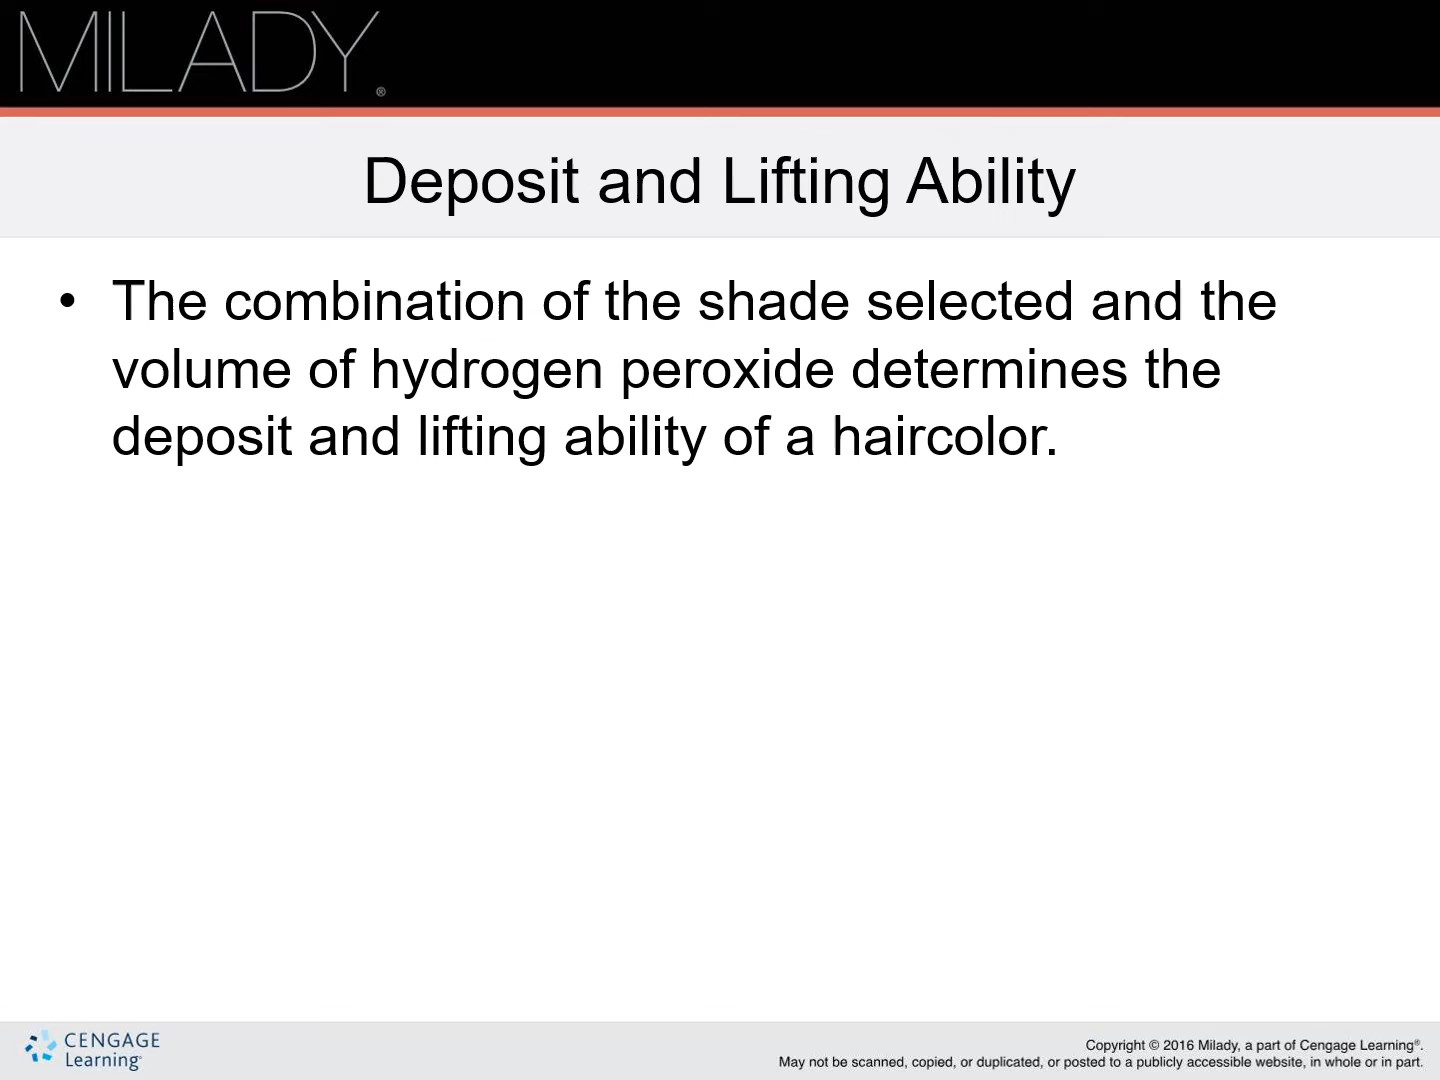 MILADY®
Deposit and Lifting Ability
• The combination of the shade selected and the
volume of hydrogen peroxide determines the
deposit and lifting ability of a haircolor.
CENGAGE
Learning®
Copyright © 2016 Milady, a part of Cengage Learning®.
May not be scanned, copied, or duplicated, or posted to a publicly accessible website, in whole or in part.